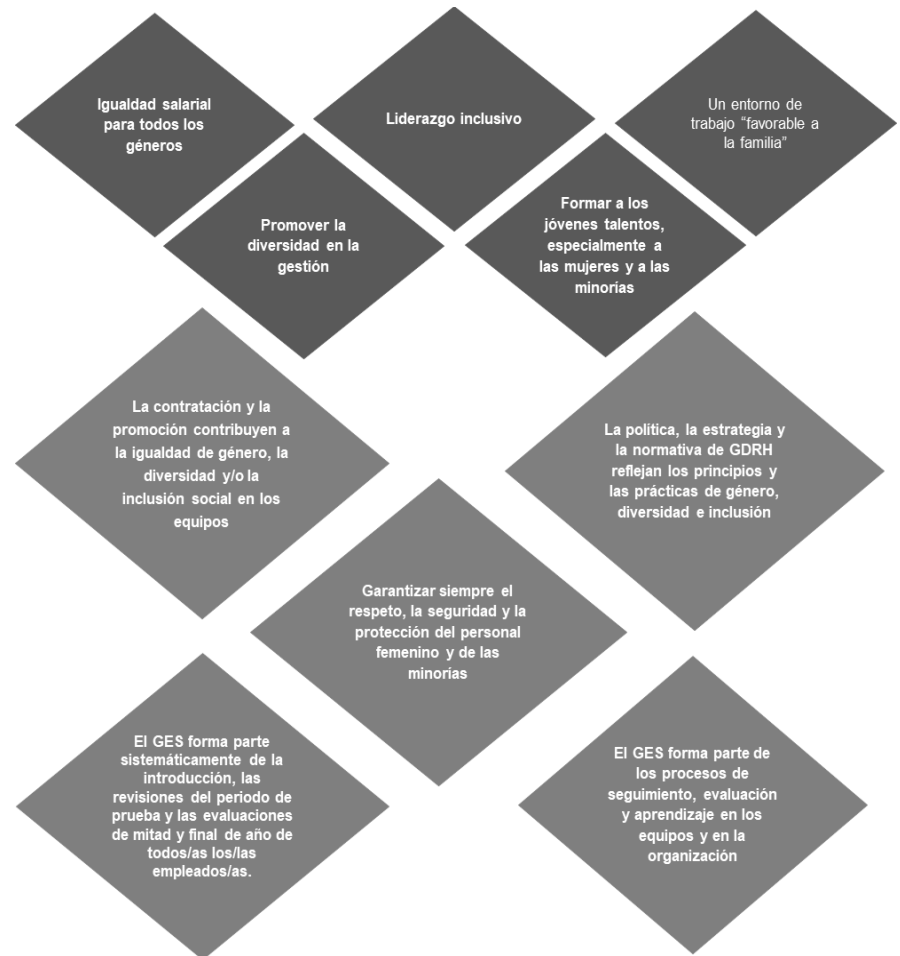 Igualdad salarial
para todos los
géneros
Liderazgo inclusivo
Un entorno de
trabajo “favorable a
la familia”
Promover la
diversidad en la
gestión
Formar a los
jóvenes talentos,
especialmente a
las mujeres y a las
minorías
La contratación y la
promoción contribuyen a
la igualdad de género, la
diversidad y/o la
inclusión social en los
equipos
La política, la estrategia y
la normativa de GDRH
reflejan los principios y
las prácticas de género,
diversidad e inclusión
Garantizar siempre el
respeto, la seguridad y la
protección del personal
femenino y de las
minorías
El GES forma parte
sistemáticamente de la
introducción, las
revisiones del periodo de
prueba y las evaluaciones
de mitad y final de año de
todos/as los/las
empleados/as.
El GES forma parte de
los procesos de
seguimiento, evaluación
y aprendizaje en los
equipos y en la
organización